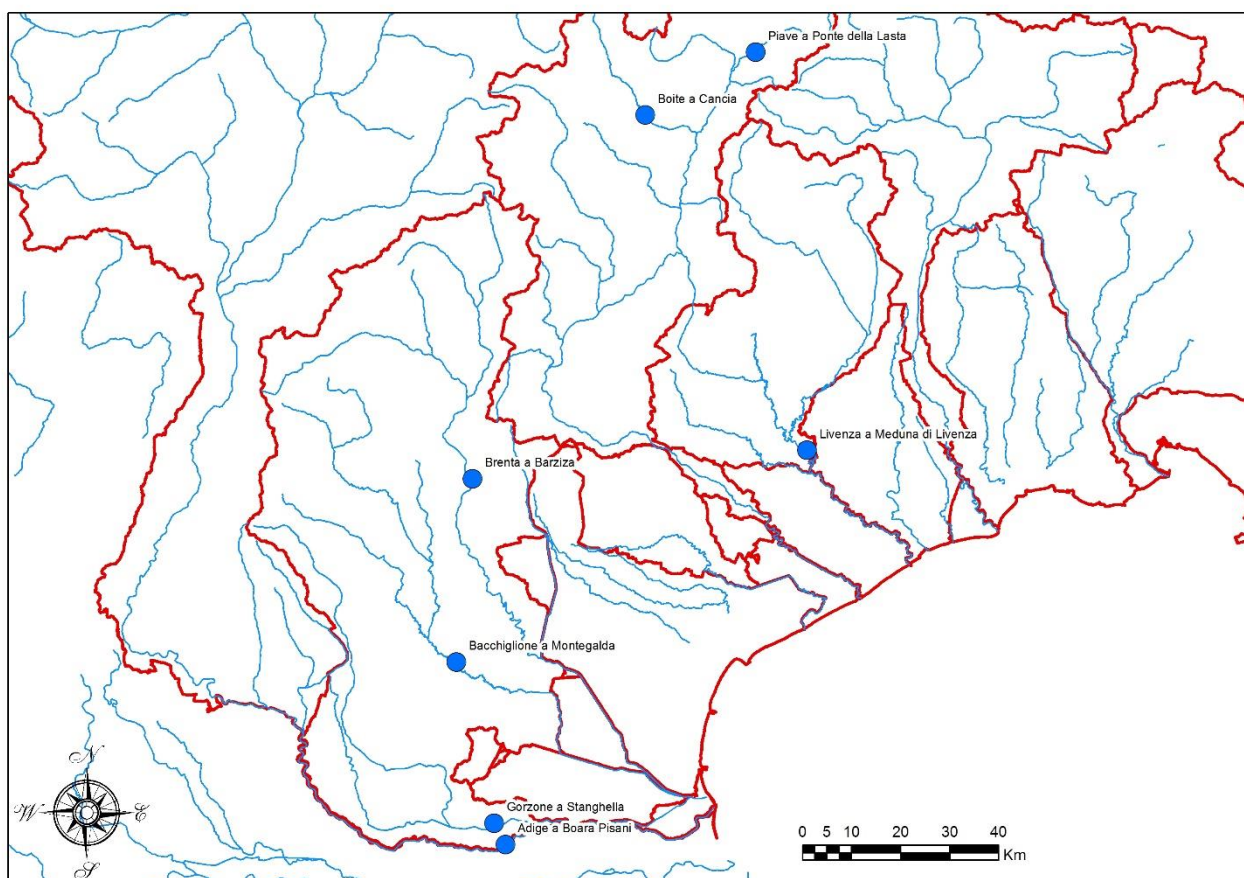 Piave a Ponte della Lasta
Boite a Cancia
Livenza a Meduna di Livenza
Brenta a Barziza
Bacchiglione a Montegalda
N
W
E
S
Gorzone a Stanghella
Adige a Boara Pisani
0 5 10 20 30 40
Km